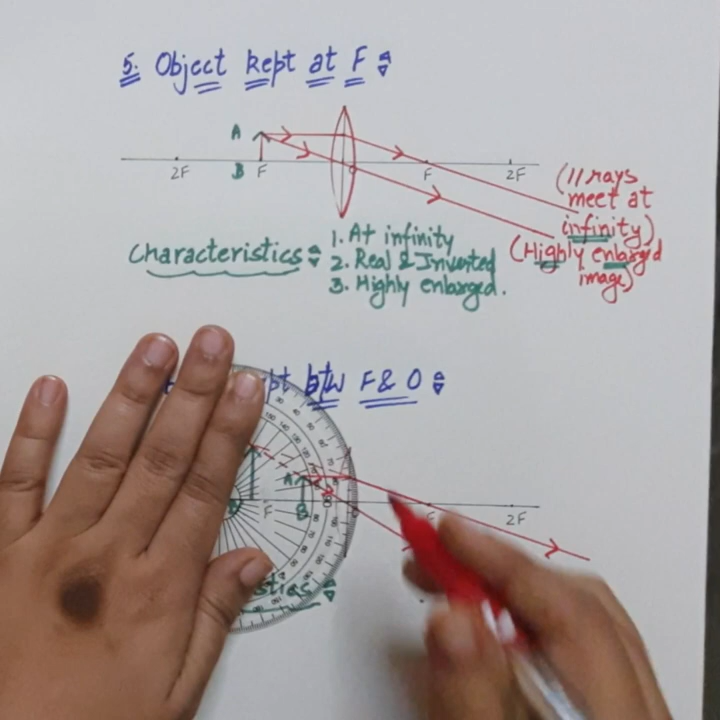 5. Object kept at F
A
2F B F F 2F
(11 rays
meet at
infinity)
(Highly enlarged
image)
Characteristics
1. At infinity
2. Real & Inverted
3. Highly enlarged.
btw F & O
A
F B F 2F